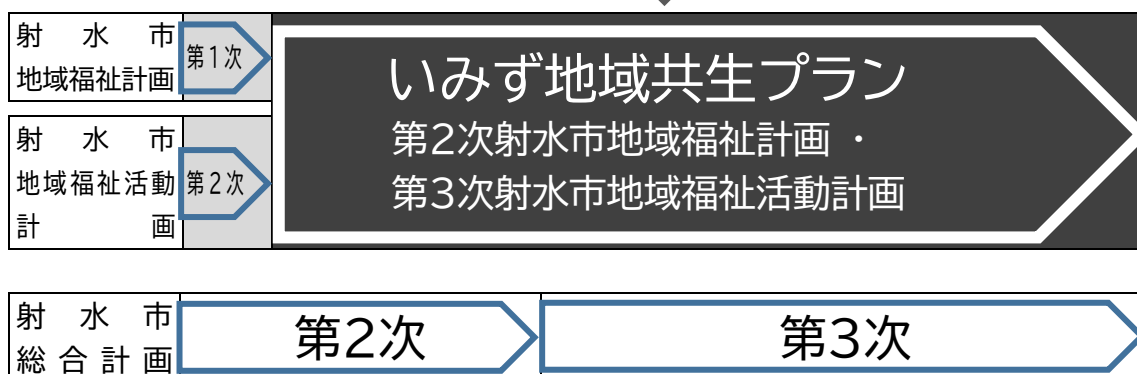 射水市
地域福祉計画
第1次
射水市
地域福祉活動
計画
第2次
いみず地域共生プラン
第2次射水市地域福祉計画・
第3次射水市地域福祉活動計画
射水市
総合計画
第2次
第3次